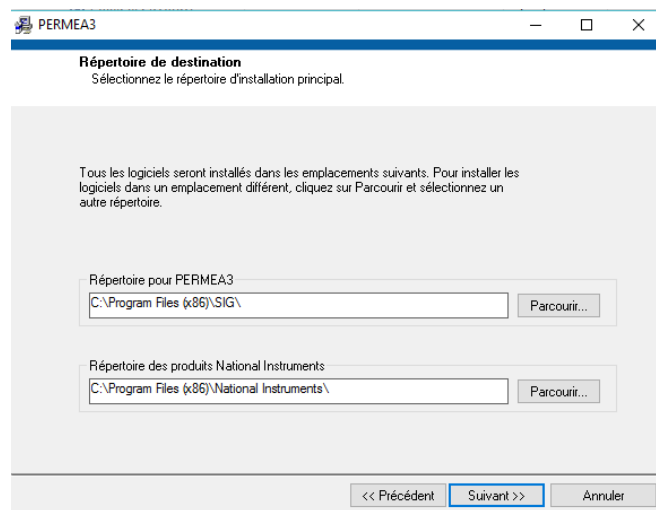 PERMEA3
Répertoire de destination
Sélectionnez le répertoire d'installation principal.
Tous les logiciels seront installés dans les emplacements suivants. Pour installer les
logiciels dans un emplacement différent, cliquez sur Parcourir et sélectionnez un
autre répertoire.
Répertoire pour PERMEA3
C:\Program Files (x86)\SIG\
Parcourir...
Répertoire des produits National Instruments
C:\Program Files (x86)\National Instruments\
Parcourir...
<< Précédent
Suivant >>
Annuler